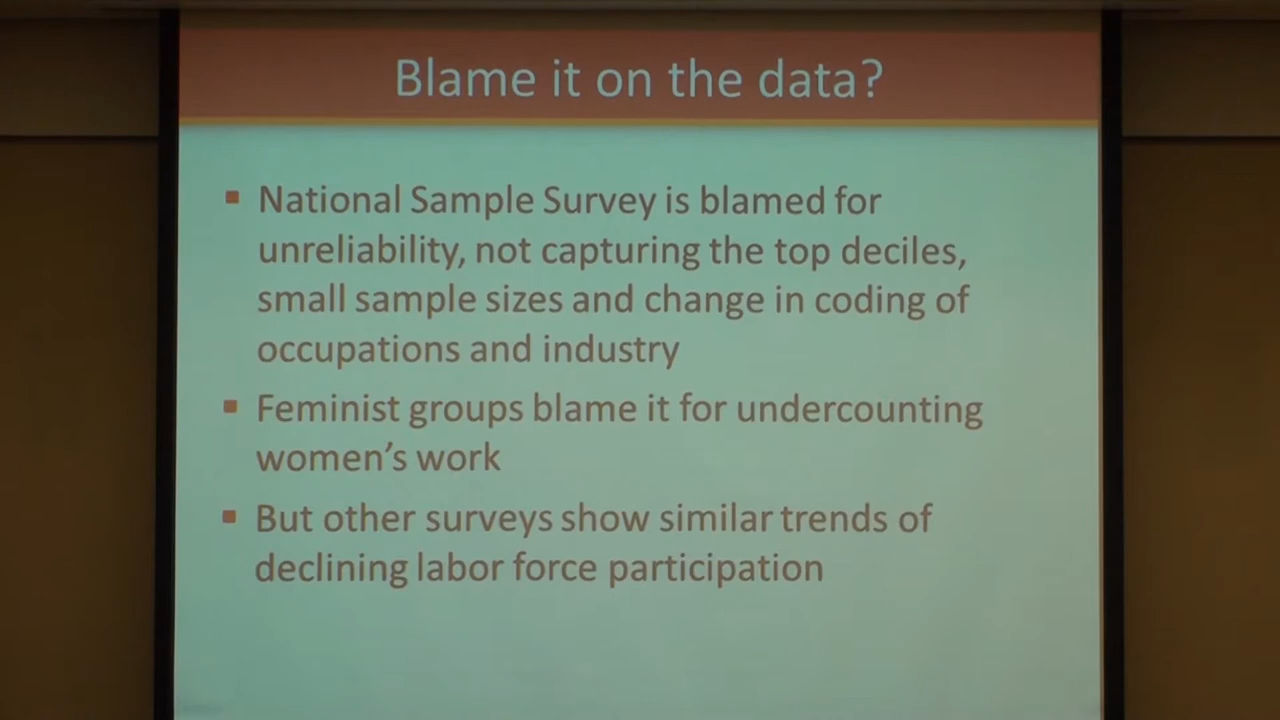 Blame it on the data?
National Sample Survey is blamed for
unreliability, not capturing the top deciles,
small sample sizes and change in coding of
occupations and industry
Feminist groups blame it for undercounting
women's work
But other surveys show similar trends of
declining labor force participation